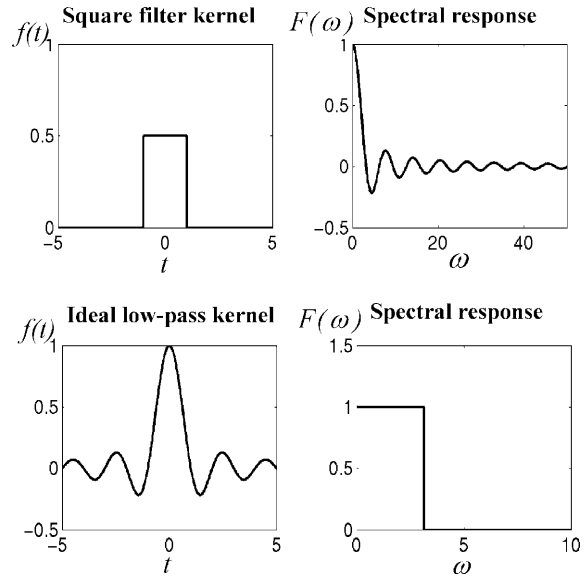 Square filter kernel
f(t)
1
0.5
0
−5
0
5
t
Spectral response
F(ω)
1
0.5
0
−0.5
0
20
40
ω
Ideal low-pass kernel
f(t)
1
0.5
0
−0.5
−5
0
5
t
Spectral response
F(ω)
1.5
1
0.5
0
0
5
10
ω